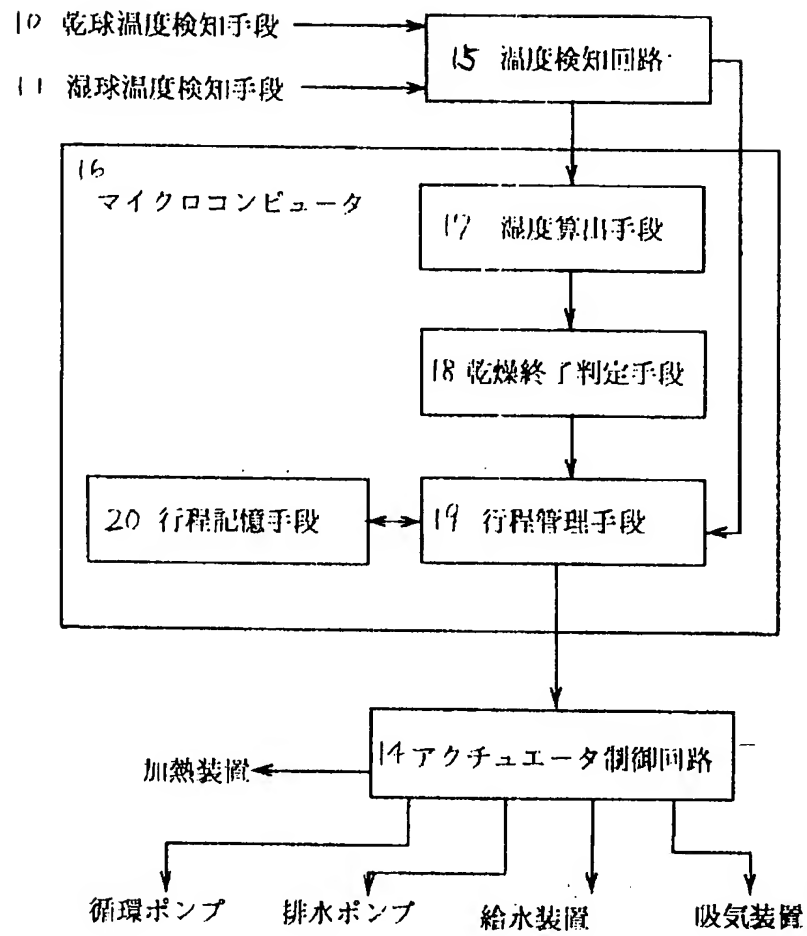 10 乾球温度検知手段
15 温度検知回路
11 湿球温度検知手段
16
マイクロコンピュータ
17 湿度算出手段
18 乾燥終了判定手段
20 行程記憶手段
19 行程管理手段
14 アクチュエータ制御回路
加熱装置
循環ポンプ
排水ポンプ
給水装置
吸気装置